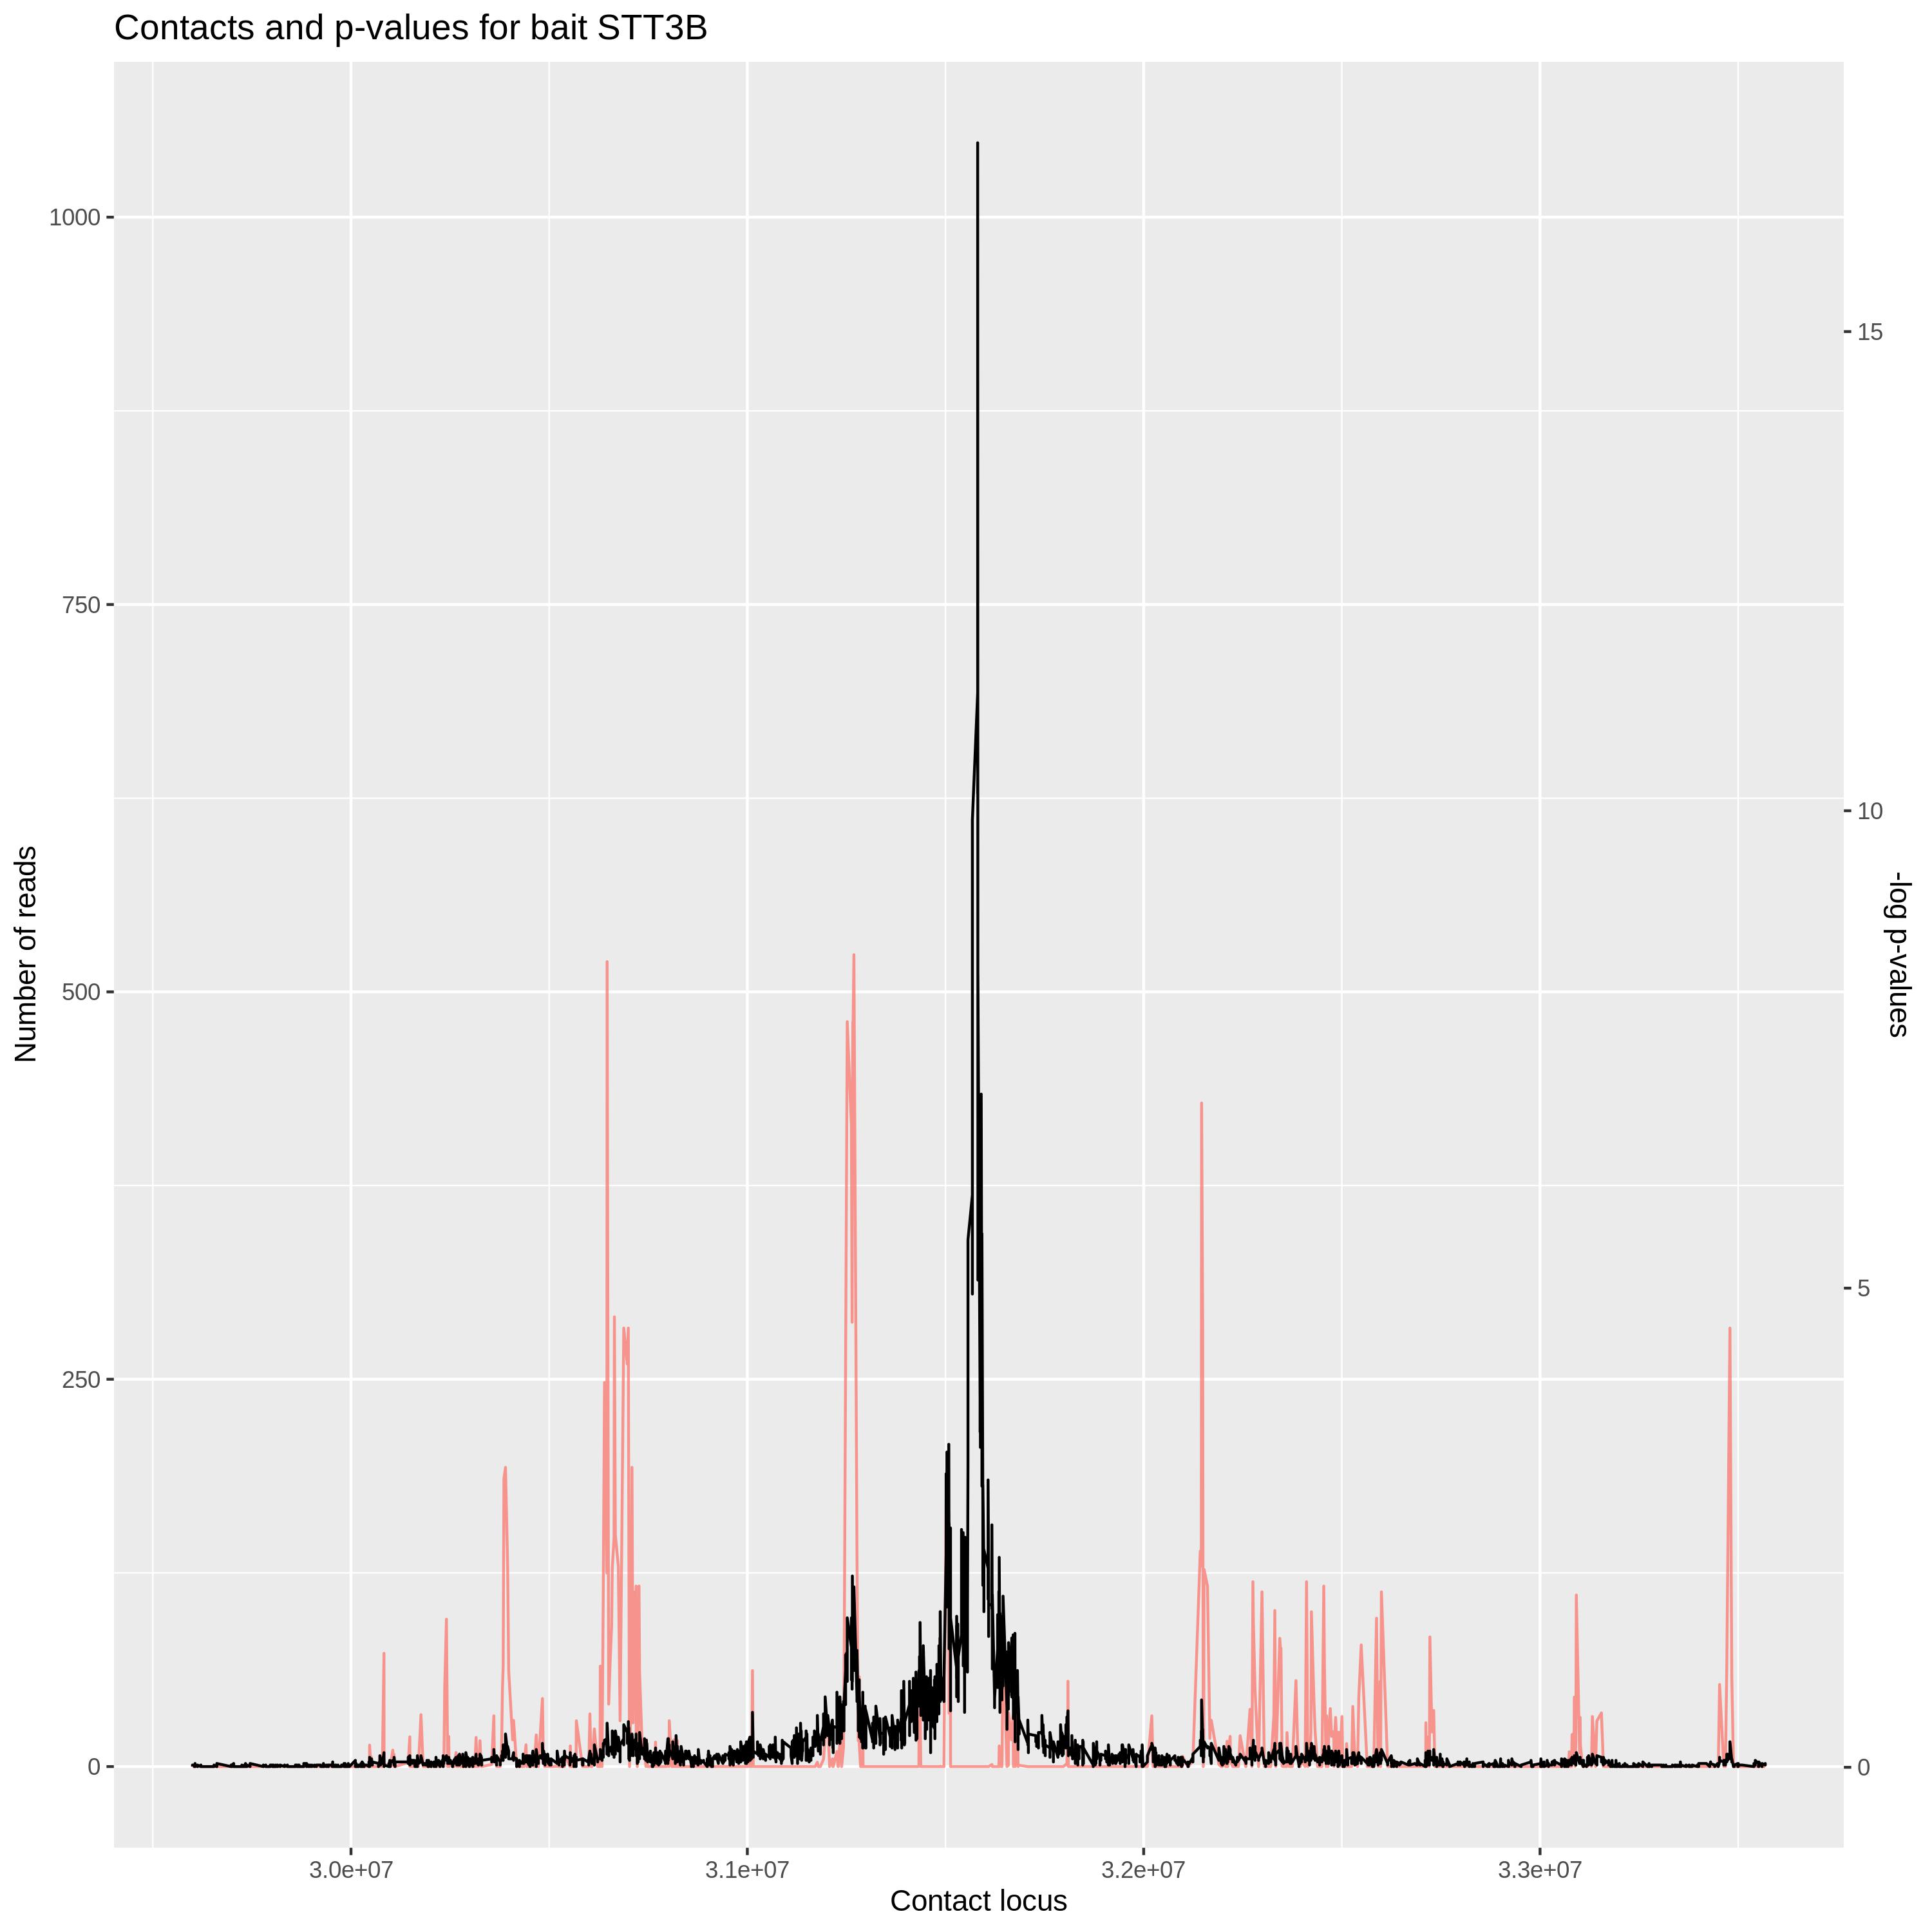 Contacts and p-values for bait STT3B
1000
750
500
250
0
Number of reads
15
10
5
0
-log p-values
3.0e+07
3.1e+07
3.2e+07
3.3e+07
Contact locus